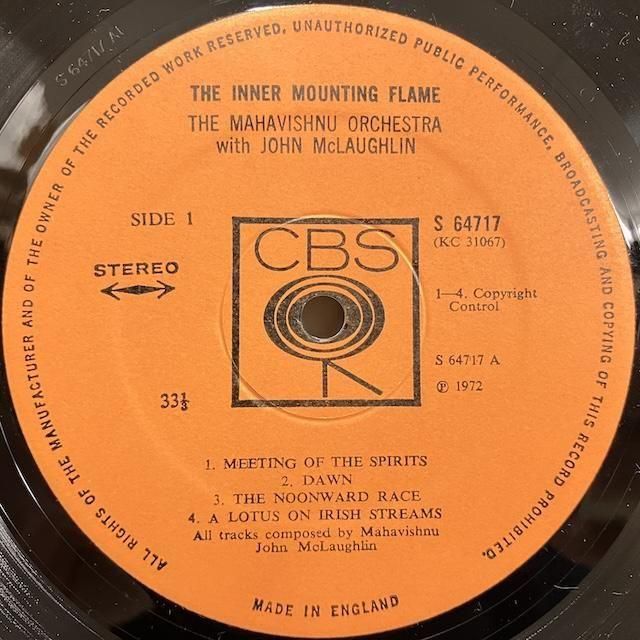 ALL RIGHTS OF THE MANUFACTURER AND OF THE OWNER OF THE RECORDED WORK RESERVED, UNAUTHORIZED PUBLIC PERFORMANCE, BROADCASTING AND COPYING OF THIS RECORD PROHIBITED.
THE INNER MOUNTING FLAME
THE MAHAVISHNU ORCHESTRA
with JOHN McLAUGHLIN
SIDE 1
STEREO
33⅓
CBS
S 64717
(KC 31067)
1—4. Copyright
Control
S 64717 A
℗ 1972
1. MEETING OF THE SPIRITS
2. DAWN
3. THE NOONWARD RACE
4. A LOTUS ON IRISH STREAMS
All tracks composed by Mahavishnu
John McLaughlin
MADE IN ENGLAND